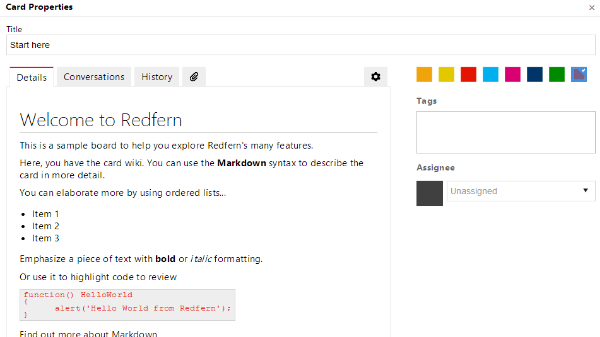 Card Properties
Title
Start here
Details Conversations History
Welcome to Redfern
This is a sample board to help you explore Redfern's many features.
Here, you have the card wiki. You can use the Markdown syntax to describe the
card in more detail.
You can elaborate more by using ordered lists...
Item 1
Item 2
Item 3
Emphasize a piece of text with bold or italic formatting.
Or use it to highlight code to review
function() HelloWorld
{
alert('Hello World from Redfern');
}
Find out more about Markdown
Tags
Assignee
Unassigned